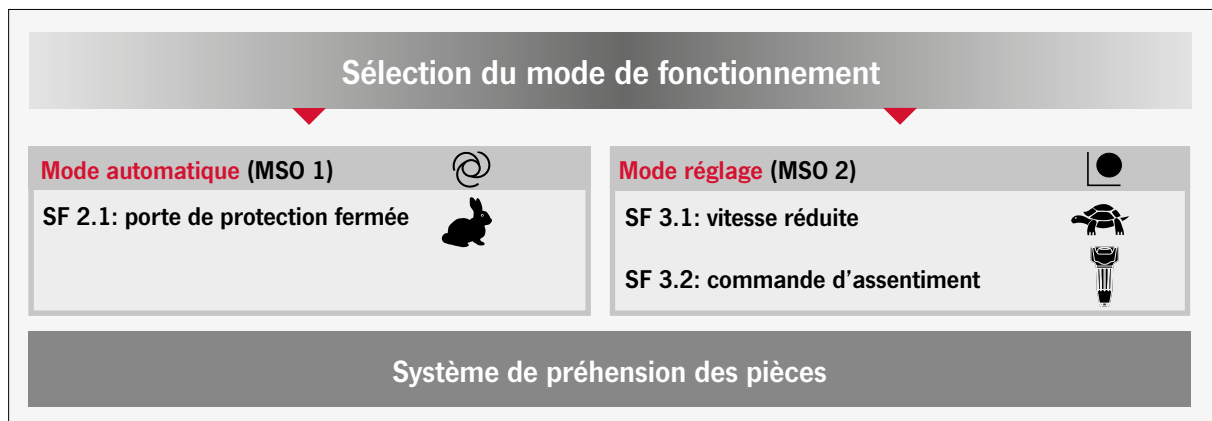 Sélection du mode de fonctionnement
Mode automatique (MSO 1)
SF 2.1: porte de protection fermée
Mode réglage (MSO 2)
SF 3.1: vitesse réduite
SF 3.2: commande d’assentiment
Système de préhension des pièces